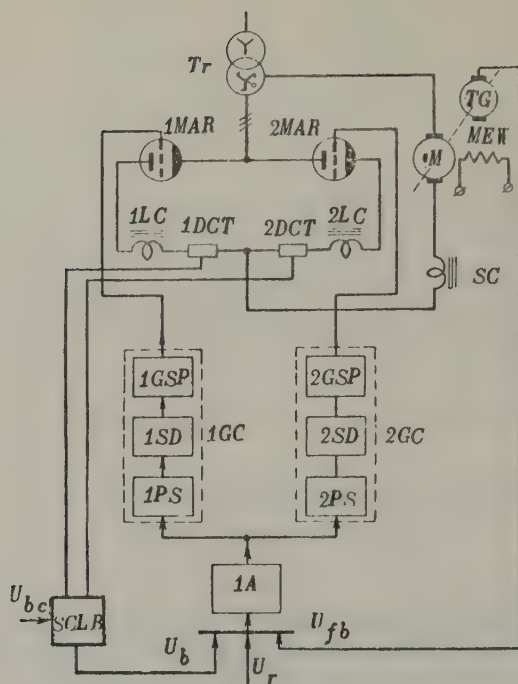 Tr
TG
1MAR
2MAR
MEW
M
1LC
1DCT
2DCT
2LC
SC
1GSP
2GSP
1SD
1GC
2SD
2GC
1PS
2PS
1A
U_bc
SCLR
U_b
U_fb
U_r